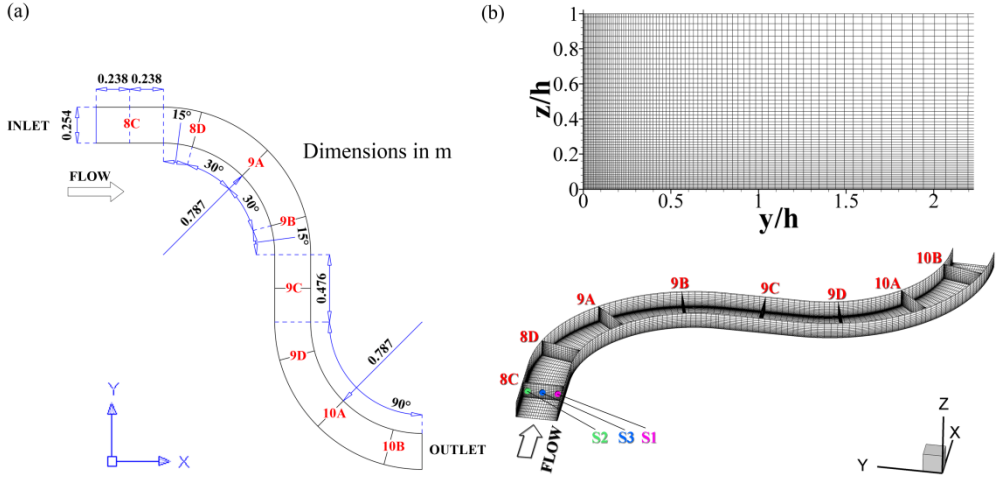 (a)
0.238 0.238
0.254
INLET
8C
15°
8D
Dimensions in m
FLOW
30°
9A
30°
0.787
9B
15°
9C
0.476
9D
0.787
90°
10A
10B
OUTLET
Y
X
(b)
1
0.8
0.6
0.4
0.2
0
z/h
0 0.5 1 1.5 2
y/h
10B
10A
9D
9C
9B
9A
8D
8C
S2 S3 S1
FLOW
Z
X
Y